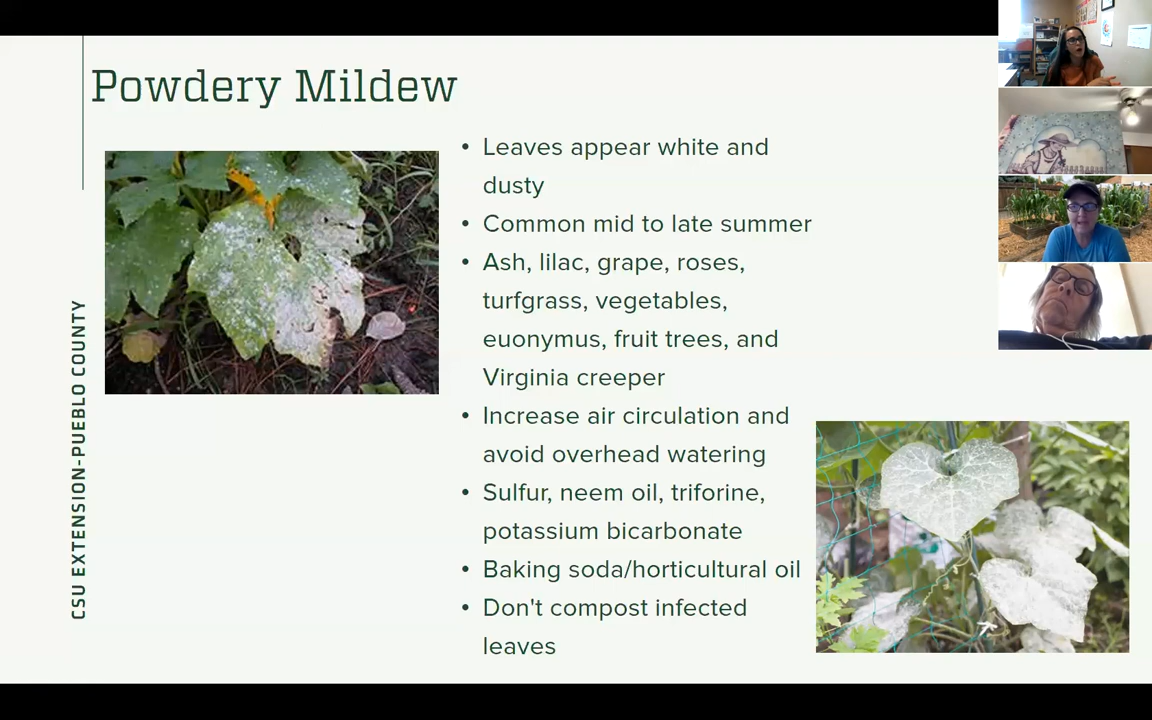 Powdery Mildew
• Leaves appear white and
dusty
• Common mid to late summer
• Ash, lilac, grape, roses,
turfgrass, vegetables,
euonymus, fruit trees, and
Virginia creeper
• Increase air circulation and
avoid overhead watering
• Sulfur, neem oil, triforine,
potassium bicarbonate
• Baking soda/horticultural oil
• Don't compost infected
leaves
CSU EXTENSION-PUEBLO COUNTY